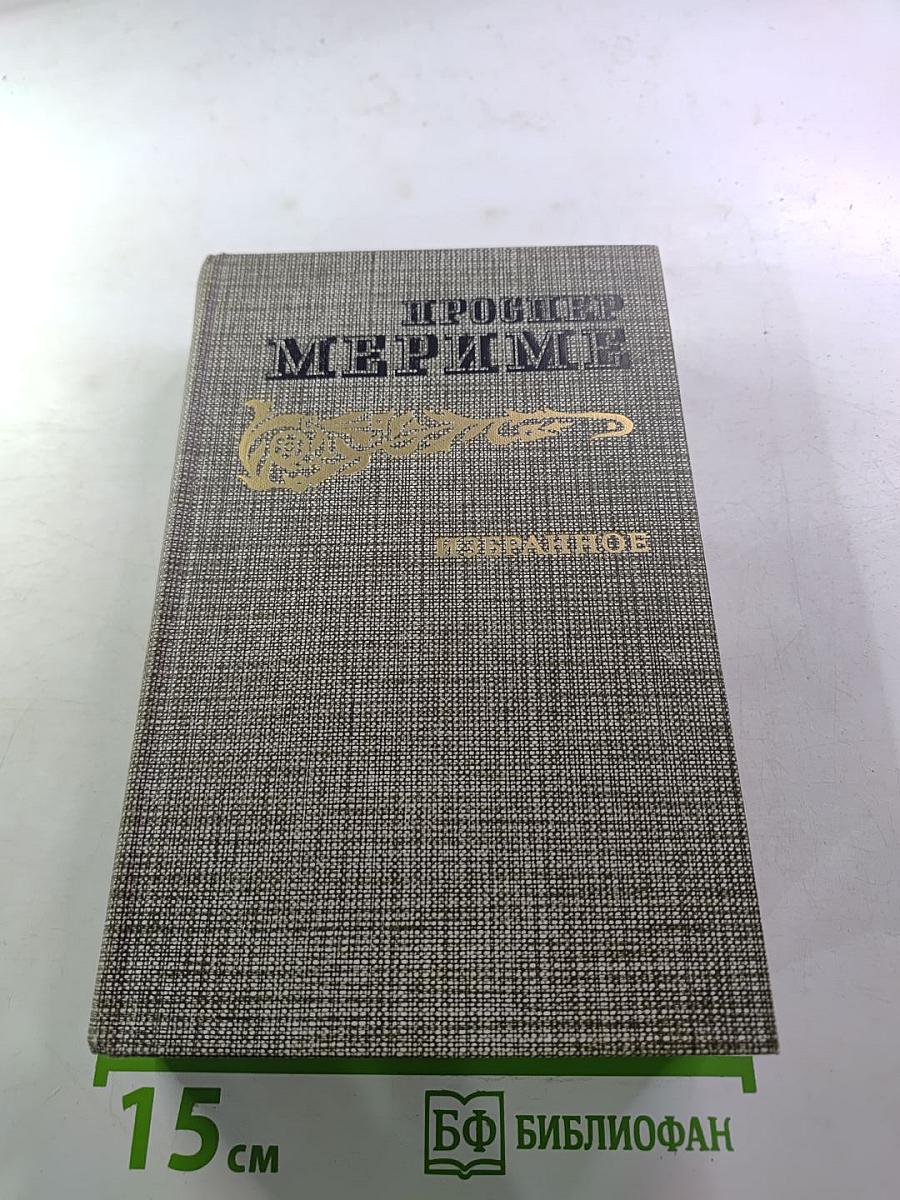 ПРОСПЕР
МЕРИМЕ
ИЗБРАННОЕ
15 см
БФ БИБЛИОФАН